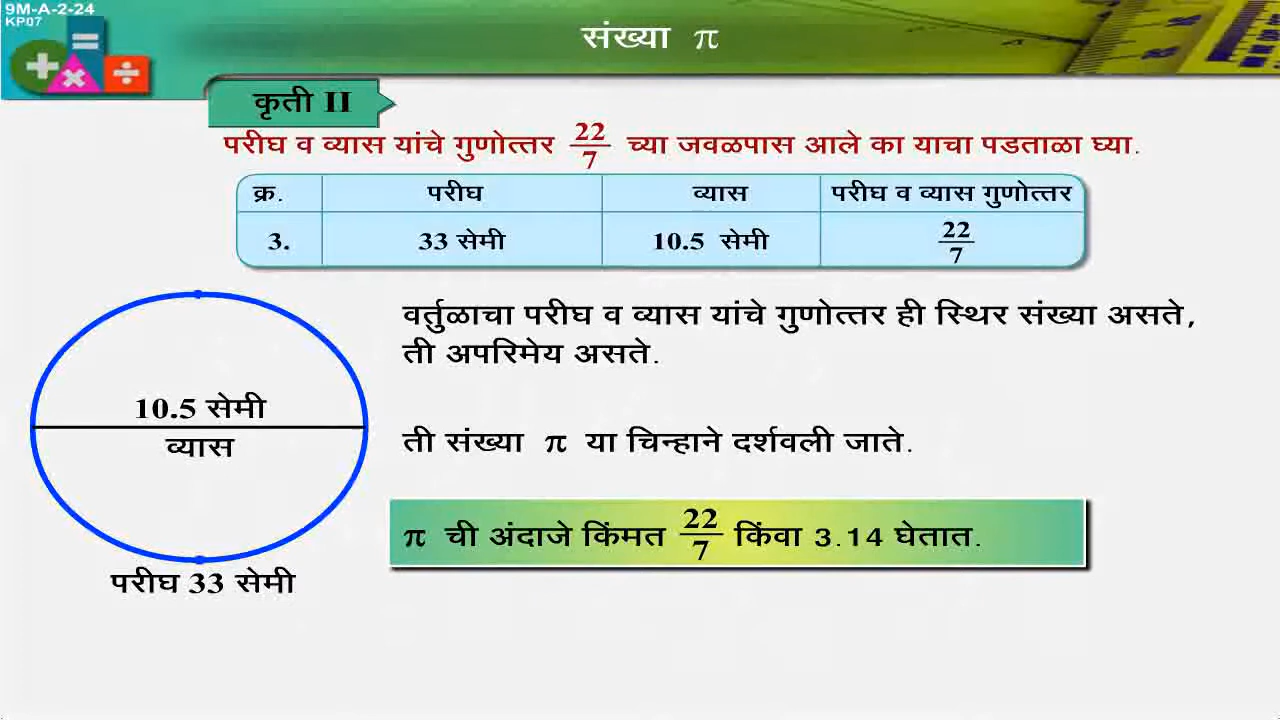 9M-A-2-24
KP07
संख्या π
कृती II
परीघ व व्यास यांचे गुणोत्तर 22/7 च्या जवळपास आले का याचा पडताळा घ्या.
क्र. परीघ व्यास परीघ व व्यास गुणोत्तर
3. 33 सेमी 10.5 सेमी 22/7
वर्तुळाचा परीघ व व्यास यांचे गुणोत्तर ही स्थिर संख्या असते,
ती अपरिमेय असते.
10.5 सेमी
व्यास
ती संख्या π या चिन्हाने दर्शवली जाते.
π ची अंदाजे किंमत 22/7 किंवा 3.14 घेतात.
परीघ 33 सेमी